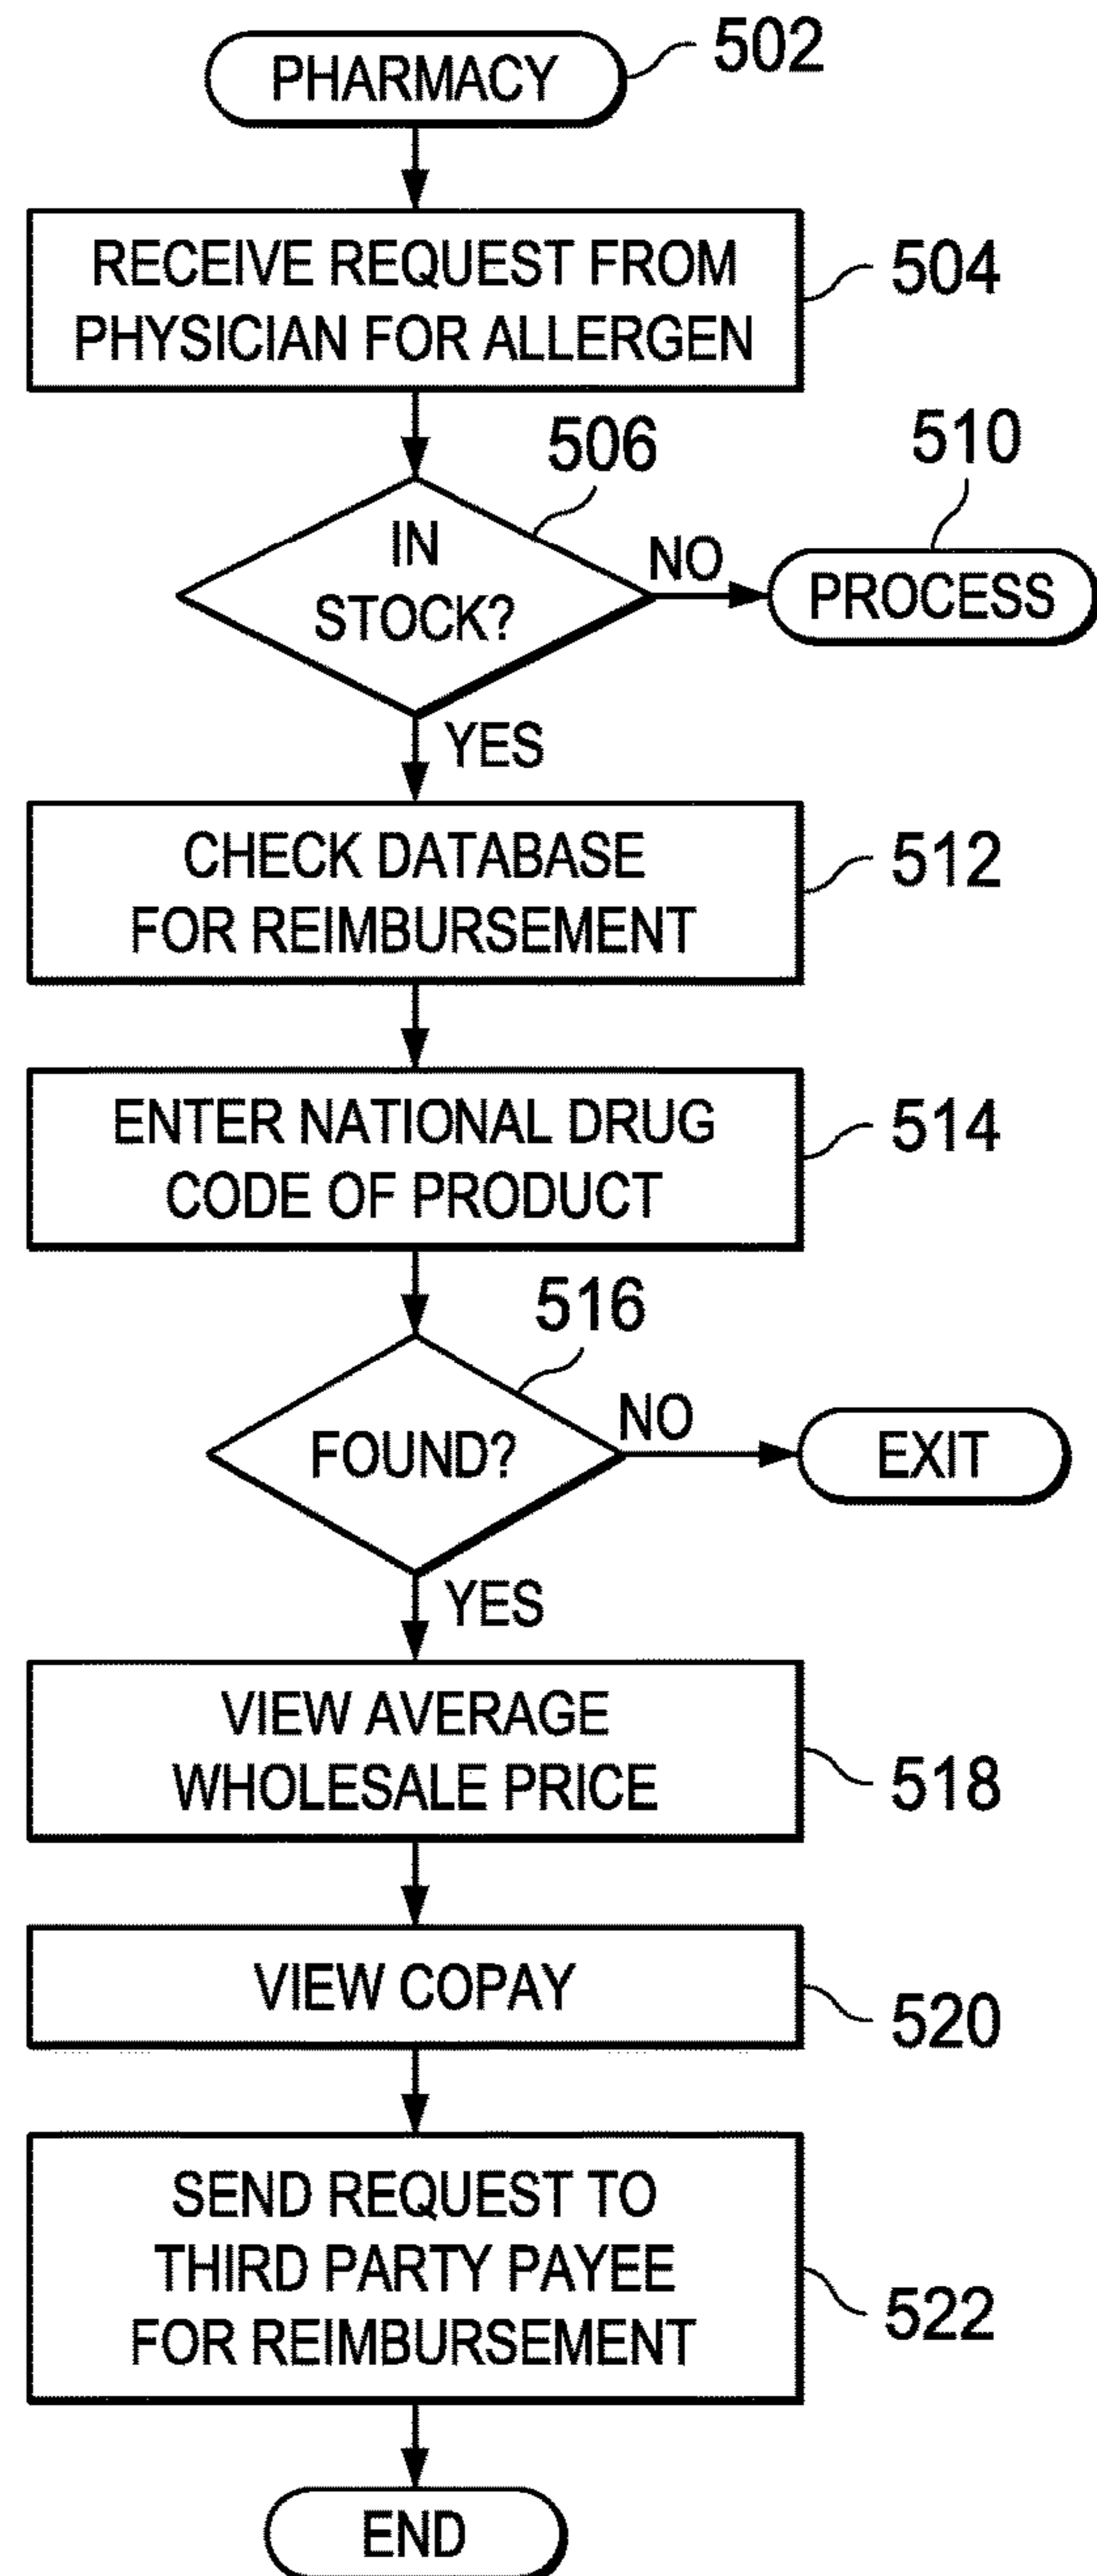 PHARMACY
502
RECEIVE REQUEST FROM
PHYSICIAN FOR ALLERGEN
504
506
510
IN
STOCK?
NO
PROCESS
YES
CHECK DATABASE
FOR REIMBURSEMENT
512
ENTER NATIONAL DRUG
CODE OF PRODUCT
514
516
FOUND?
NO
EXIT
YES
VIEW AVERAGE
WHOLESALE PRICE
518
VIEW COPAY
520
SEND REQUEST TO
THIRD PARTY PAYEE
FOR REIMBURSEMENT
522
END